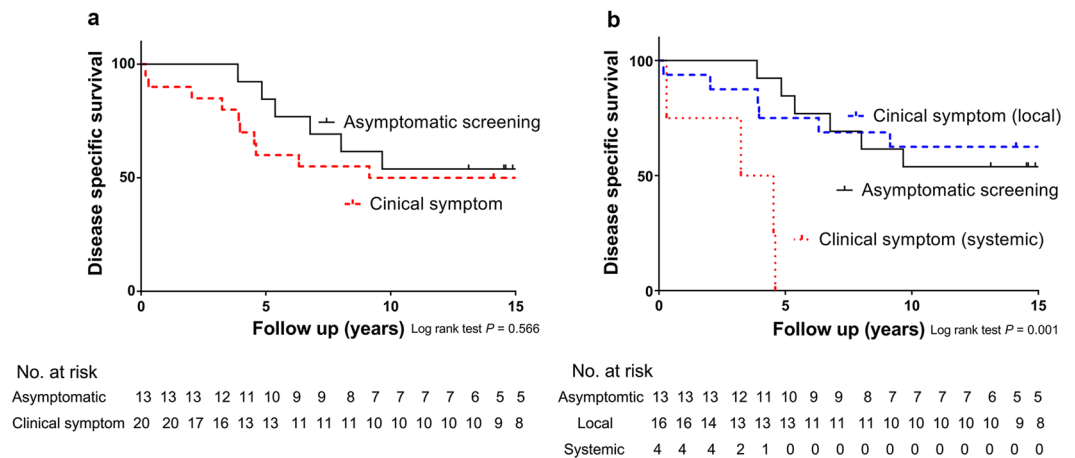 a
Disease specific survival
100
50
0
Asymptomatic screening
Cinical symptom
0 5 10 15
Follow up (years) Log rank test P = 0.566
No. at risk
Asymptomatic 13 13 13 12 11 10 9 9 8 7 7 7 7 6 5 5
Clinical symptom 20 20 17 16 13 13 11 11 11 10 10 10 10 10 9 8
b
Disease specific survival
100
50
0
Cinical symptom (local)
Asymptomatic screening
Clinical symptom (systemic)
0 5 10 15
Follow up (years) Log rank test P = 0.001
No. at risk
Asymptomtic 13 13 13 12 11 10 9 9 8 7 7 7 7 6 5 5
Local 16 16 14 13 13 13 11 11 11 10 10 10 10 10 9 8
Systemic 4 4 4 2 1 0 0 0 0 0 0 0 0 0 0 0